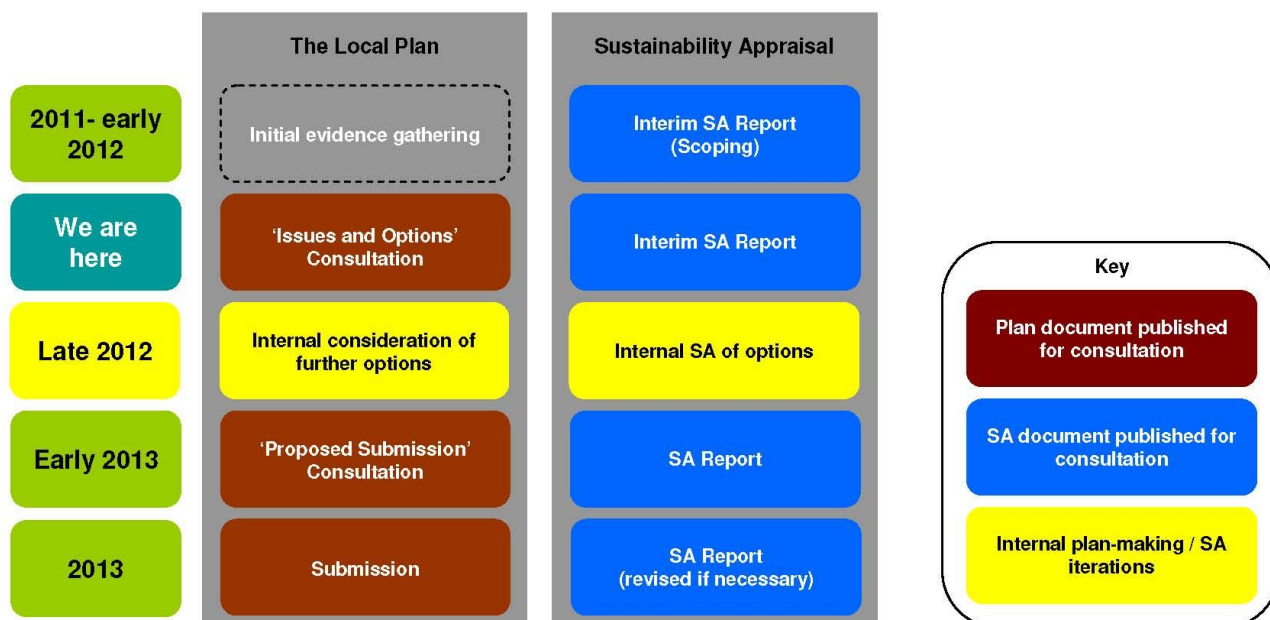 The Local Plan
Sustainability Appraisal
2011- early
2012
Initial evidence gathering
Interim SA Report
(Scoping)
We are
here
‘Issues and Options’
Consultation
Interim SA Report
Late 2012
Internal consideration of
further options
Internal SA of options
Early 2013
‘Proposed Submission’
Consultation
SA Report
2013
Submission
SA Report
(revised if necessary)
Key
Plan document published
for consultation
SA document published for
consultation
Internal plan-making / SA
iterations